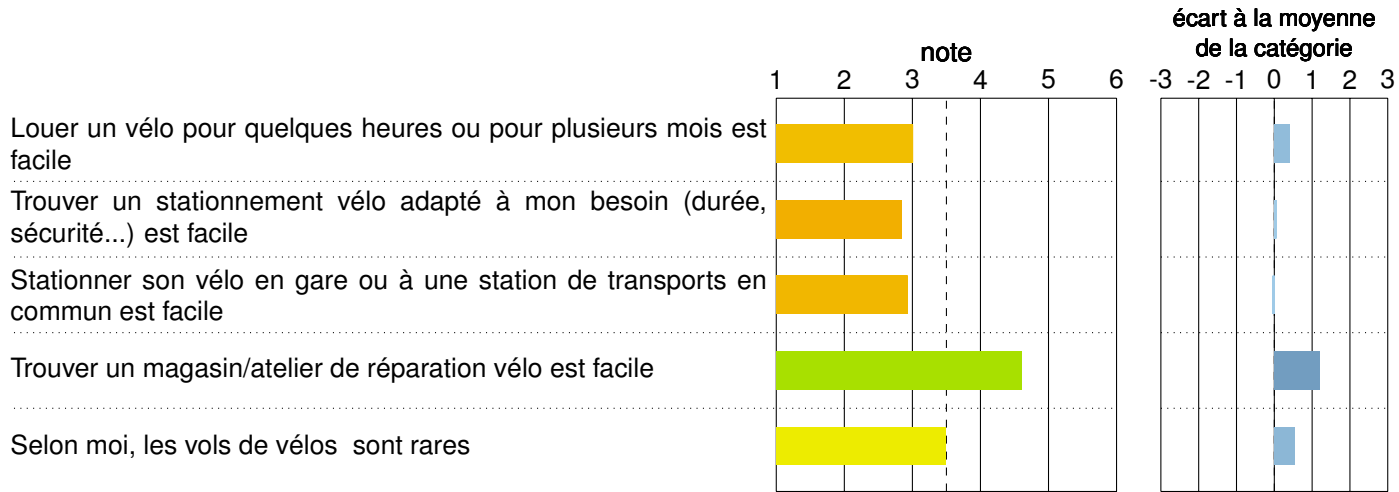 écart à la moyenne
de la catégorie
note
1 2 3 4 5 6
-3 -2 -1 0 1 2 3
Louer un vélo pour quelques heures ou pour plusieurs mois est
facile
Trouver un stationnement vélo adapté à mon besoin (durée,
sécurité...) est facile
Stationner son vélo en gare ou à une station de transports en
commun est facile
Trouver un magasin/atelier de réparation vélo est facile
Selon moi, les vols de vélos sont rares